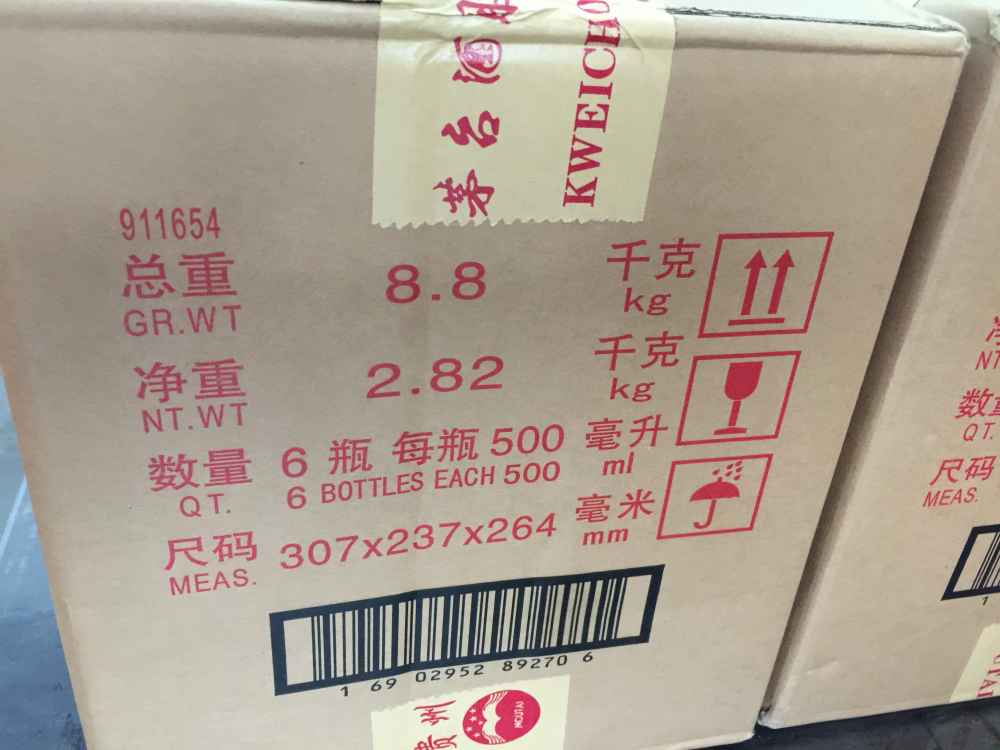 茅台酒
KWEICHO
911654
总重 8.8 千克
GR.WT kg
净重 2.82 千克
NT.WT kg
数量 6 瓶 每瓶 500 毫升
QT. 6 BOTTLES EACH 500 ml
尺码 307x237x264 毫米
MEAS. mm
1 69 02952 89270 6
贵州
MOUTAI
NT
数
QT.
尺码
MEAS.
1